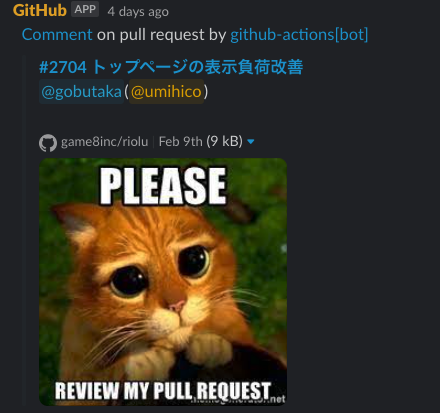 GitHub APP 4 days ago
Comment on pull request by github-actions[bot]
#2704 トップページの表示負荷改善
@gobutaka(@umihico)
game8inc/riolu | Feb 9th (9 kB)
PLEASE
REVIEW MY PULL REQUEST